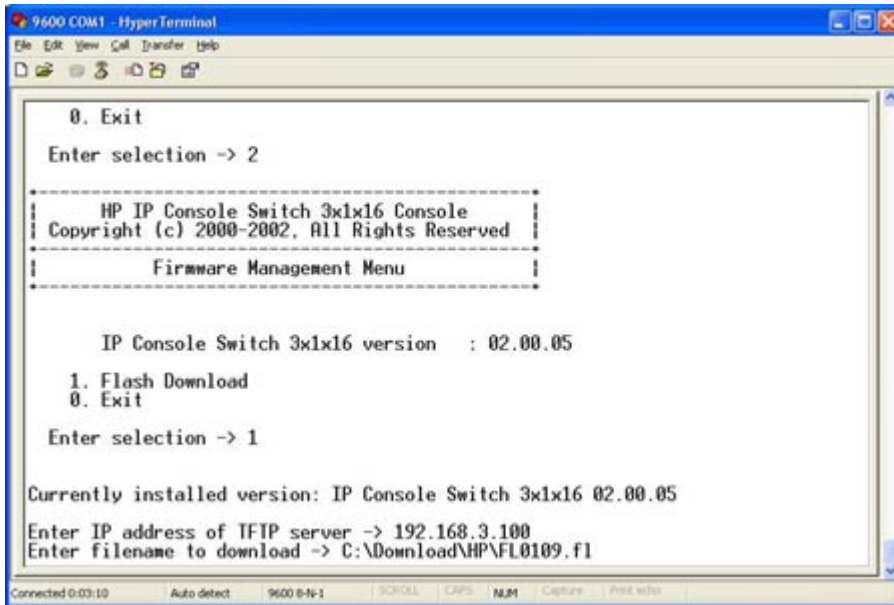 9600 COM1 - HyperTerminal
File Edit View Call Transfer Help
0. Exit
Enter selection -> 2
HP IP Console Switch 3x1x16 Console
Copyright (c) 2000-2002, All Rights Reserved
Firmware Management Menu
IP Console Switch 3x1x16 version : 02.00.05
1. Flash Download
0. Exit
Enter selection -> 1
Currently installed version: IP Console Switch 3x1x16 02.00.05
Enter IP address of TFTP server -> 192.168.3.100
Enter filename to download -> C:\Download\HP\FL0109.fl
Connected 0:03:10 Auto detect 9600 8-N-1 SCROLL CAPS NUM Capture Print echo